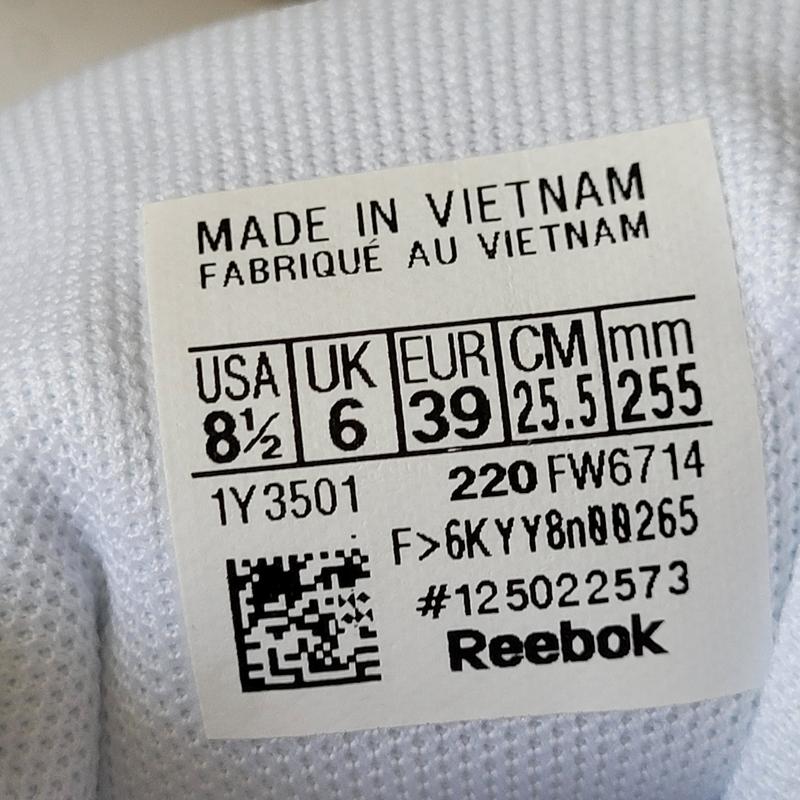 MADE IN VIETNAM
FABRIQUÉ AU VIETNAM
USA UK EUR CM mm
8½ 6 39 25.5 255
1Y3501 220 FW6714
F>6KYY8n00265
#125022573
Reebok